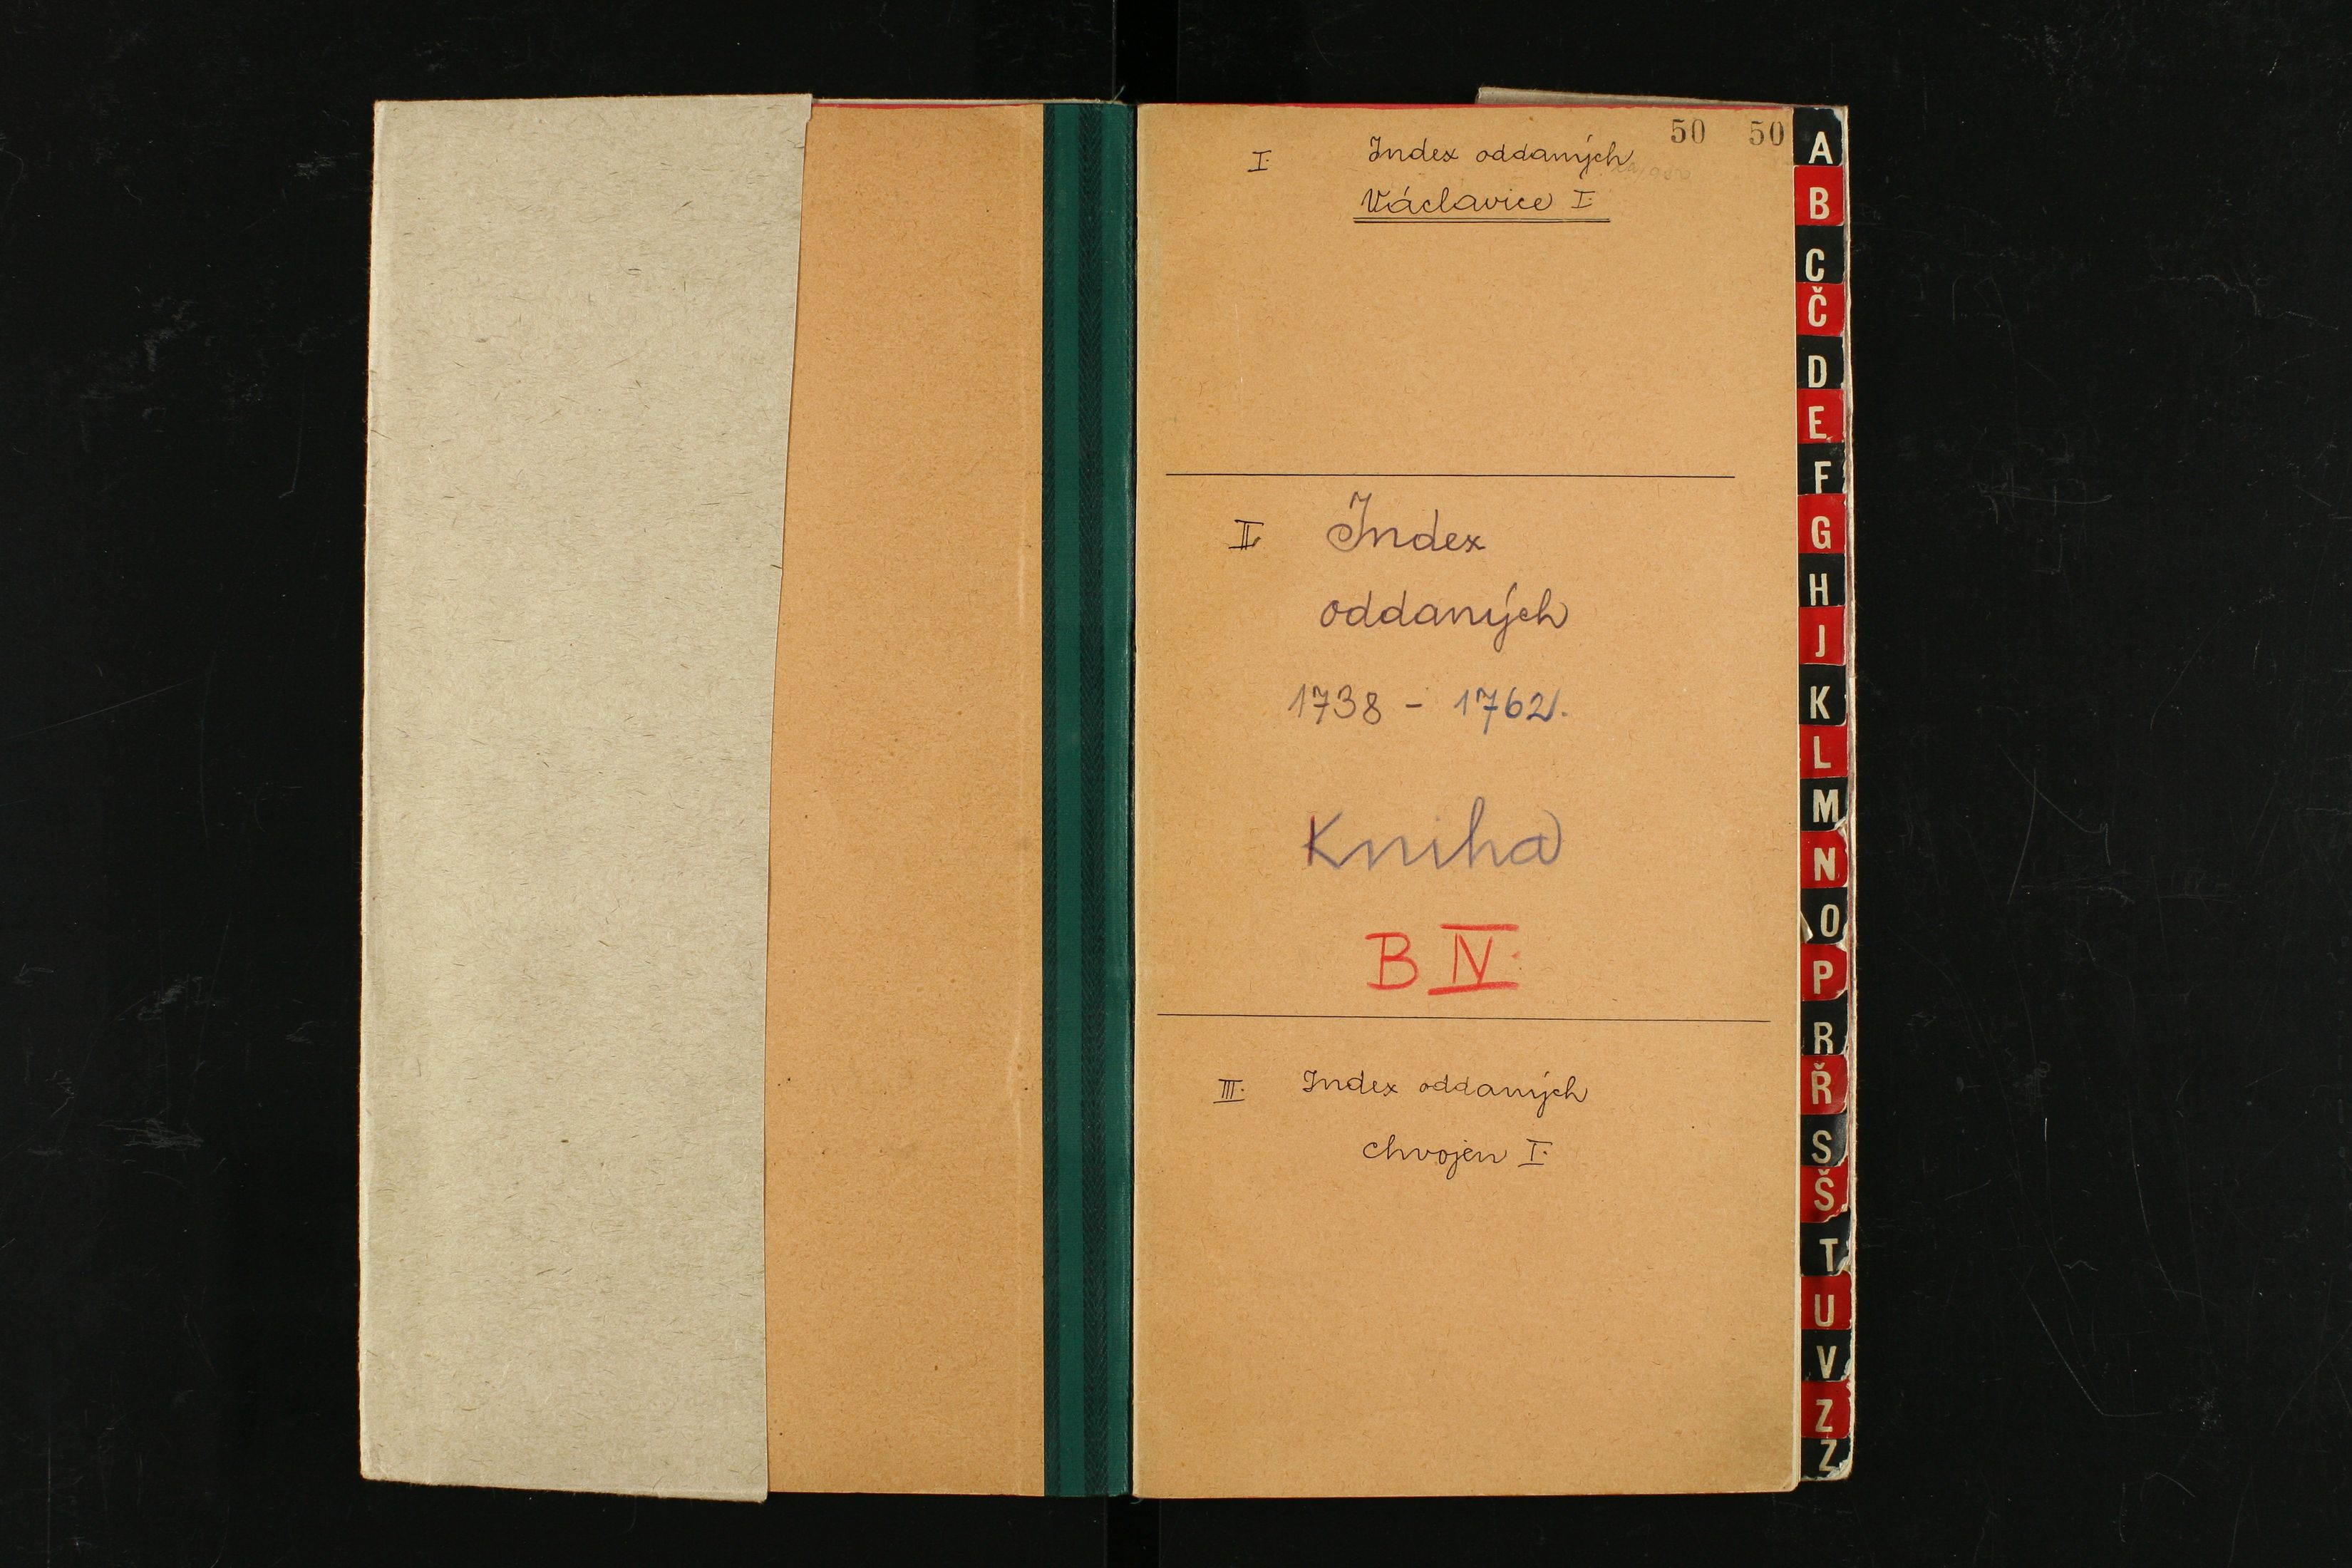 50 50
I. Index oddaných
Václavice I.
II. Index
oddaných
1738 - 1762.
Kniha
B IV.
III. Index oddaných
Chvojen I.
A
B
C
Č
D
E
F
G
H
J
K
L
M
N
O
P
R
Ř
S
Š
T
U
V
Z
Ž